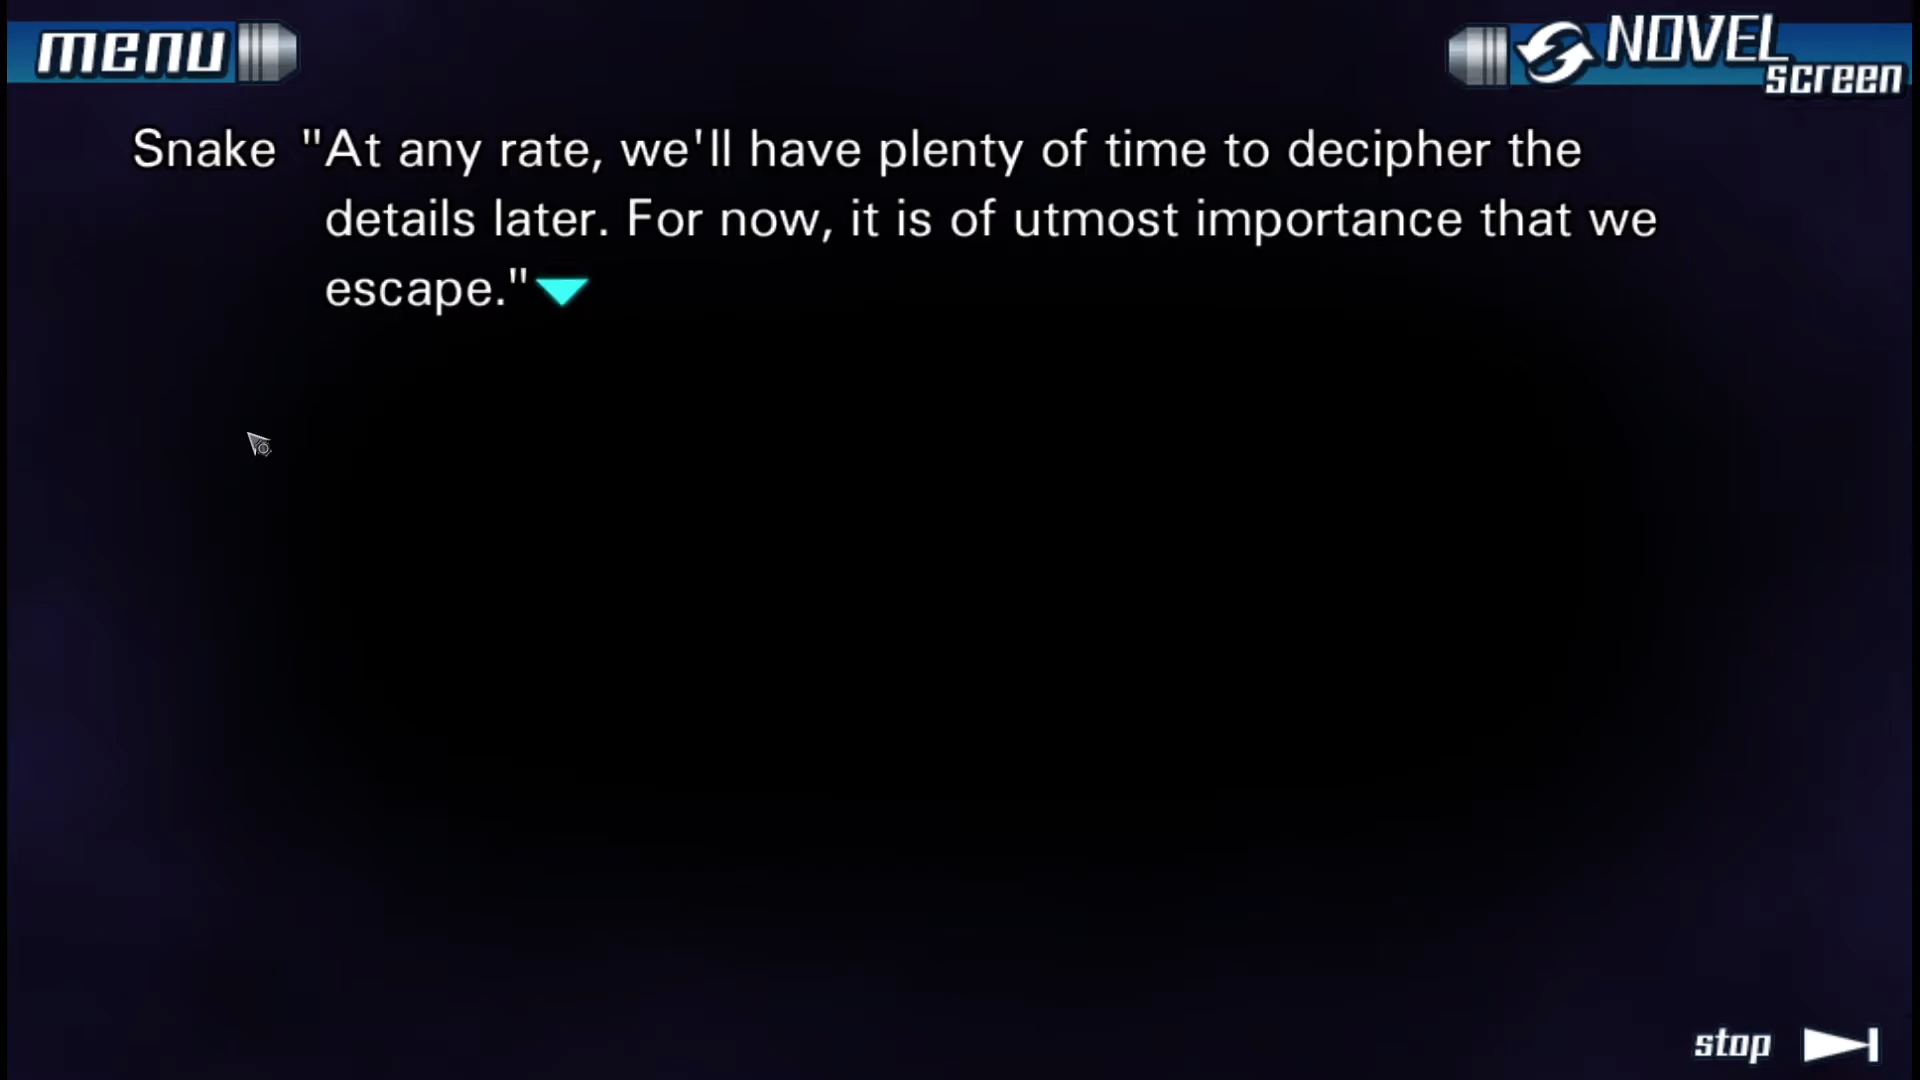 menu
NOVEL
screen
Snake "At any rate, we'll have plenty of time to decipher the
details later. For now, it is of utmost importance that we
escape."
stop